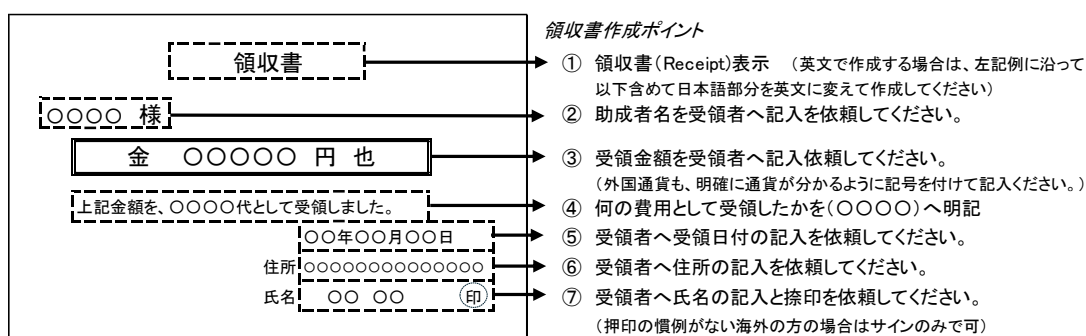 領収書作成ポイント
領収書
① 領収書(Receipt)表示 (英文で作成する場合は、左記例に沿って
以下含めて日本語部分を英文に変えて作成してください)
○○○○ 様
② 助成者名を受領者へ記入を依頼してください。
金 ○○○○○ 円 也
③ 受領金額を受領者へ記入依頼してください。
(外国通貨も、明確に通貨が分かるように記号を付けて記入ください。)
上記金額を、○○○○代として受領しました。
④ 何の費用として受領したかを(○○○○)へ明記
○○年○○月○○日
⑤ 受領者へ受領日付の記入を依頼してください。
住所 ○○○○○○○○○○○○○○
⑥ 受領者へ住所の記入を依頼してください。
氏名 ○○ ○○ 印
⑦ 受領者へ氏名の記入と捺印を依頼してください。
(押印の慣例がない海外の方の場合はサインのみで可)